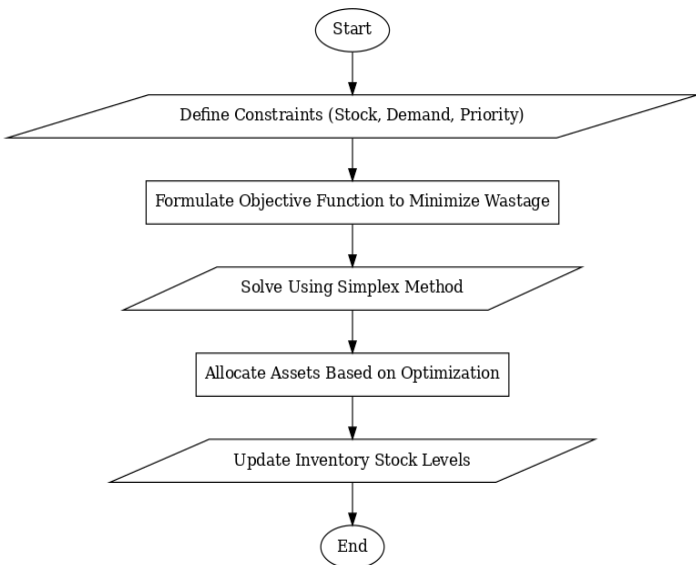 Start
Define Constraints (Stock, Demand, Priority)
Formulate Objective Function to Minimize Wastage
Solve Using Simplex Method
Allocate Assets Based on Optimization
Update Inventory Stock Levels
End